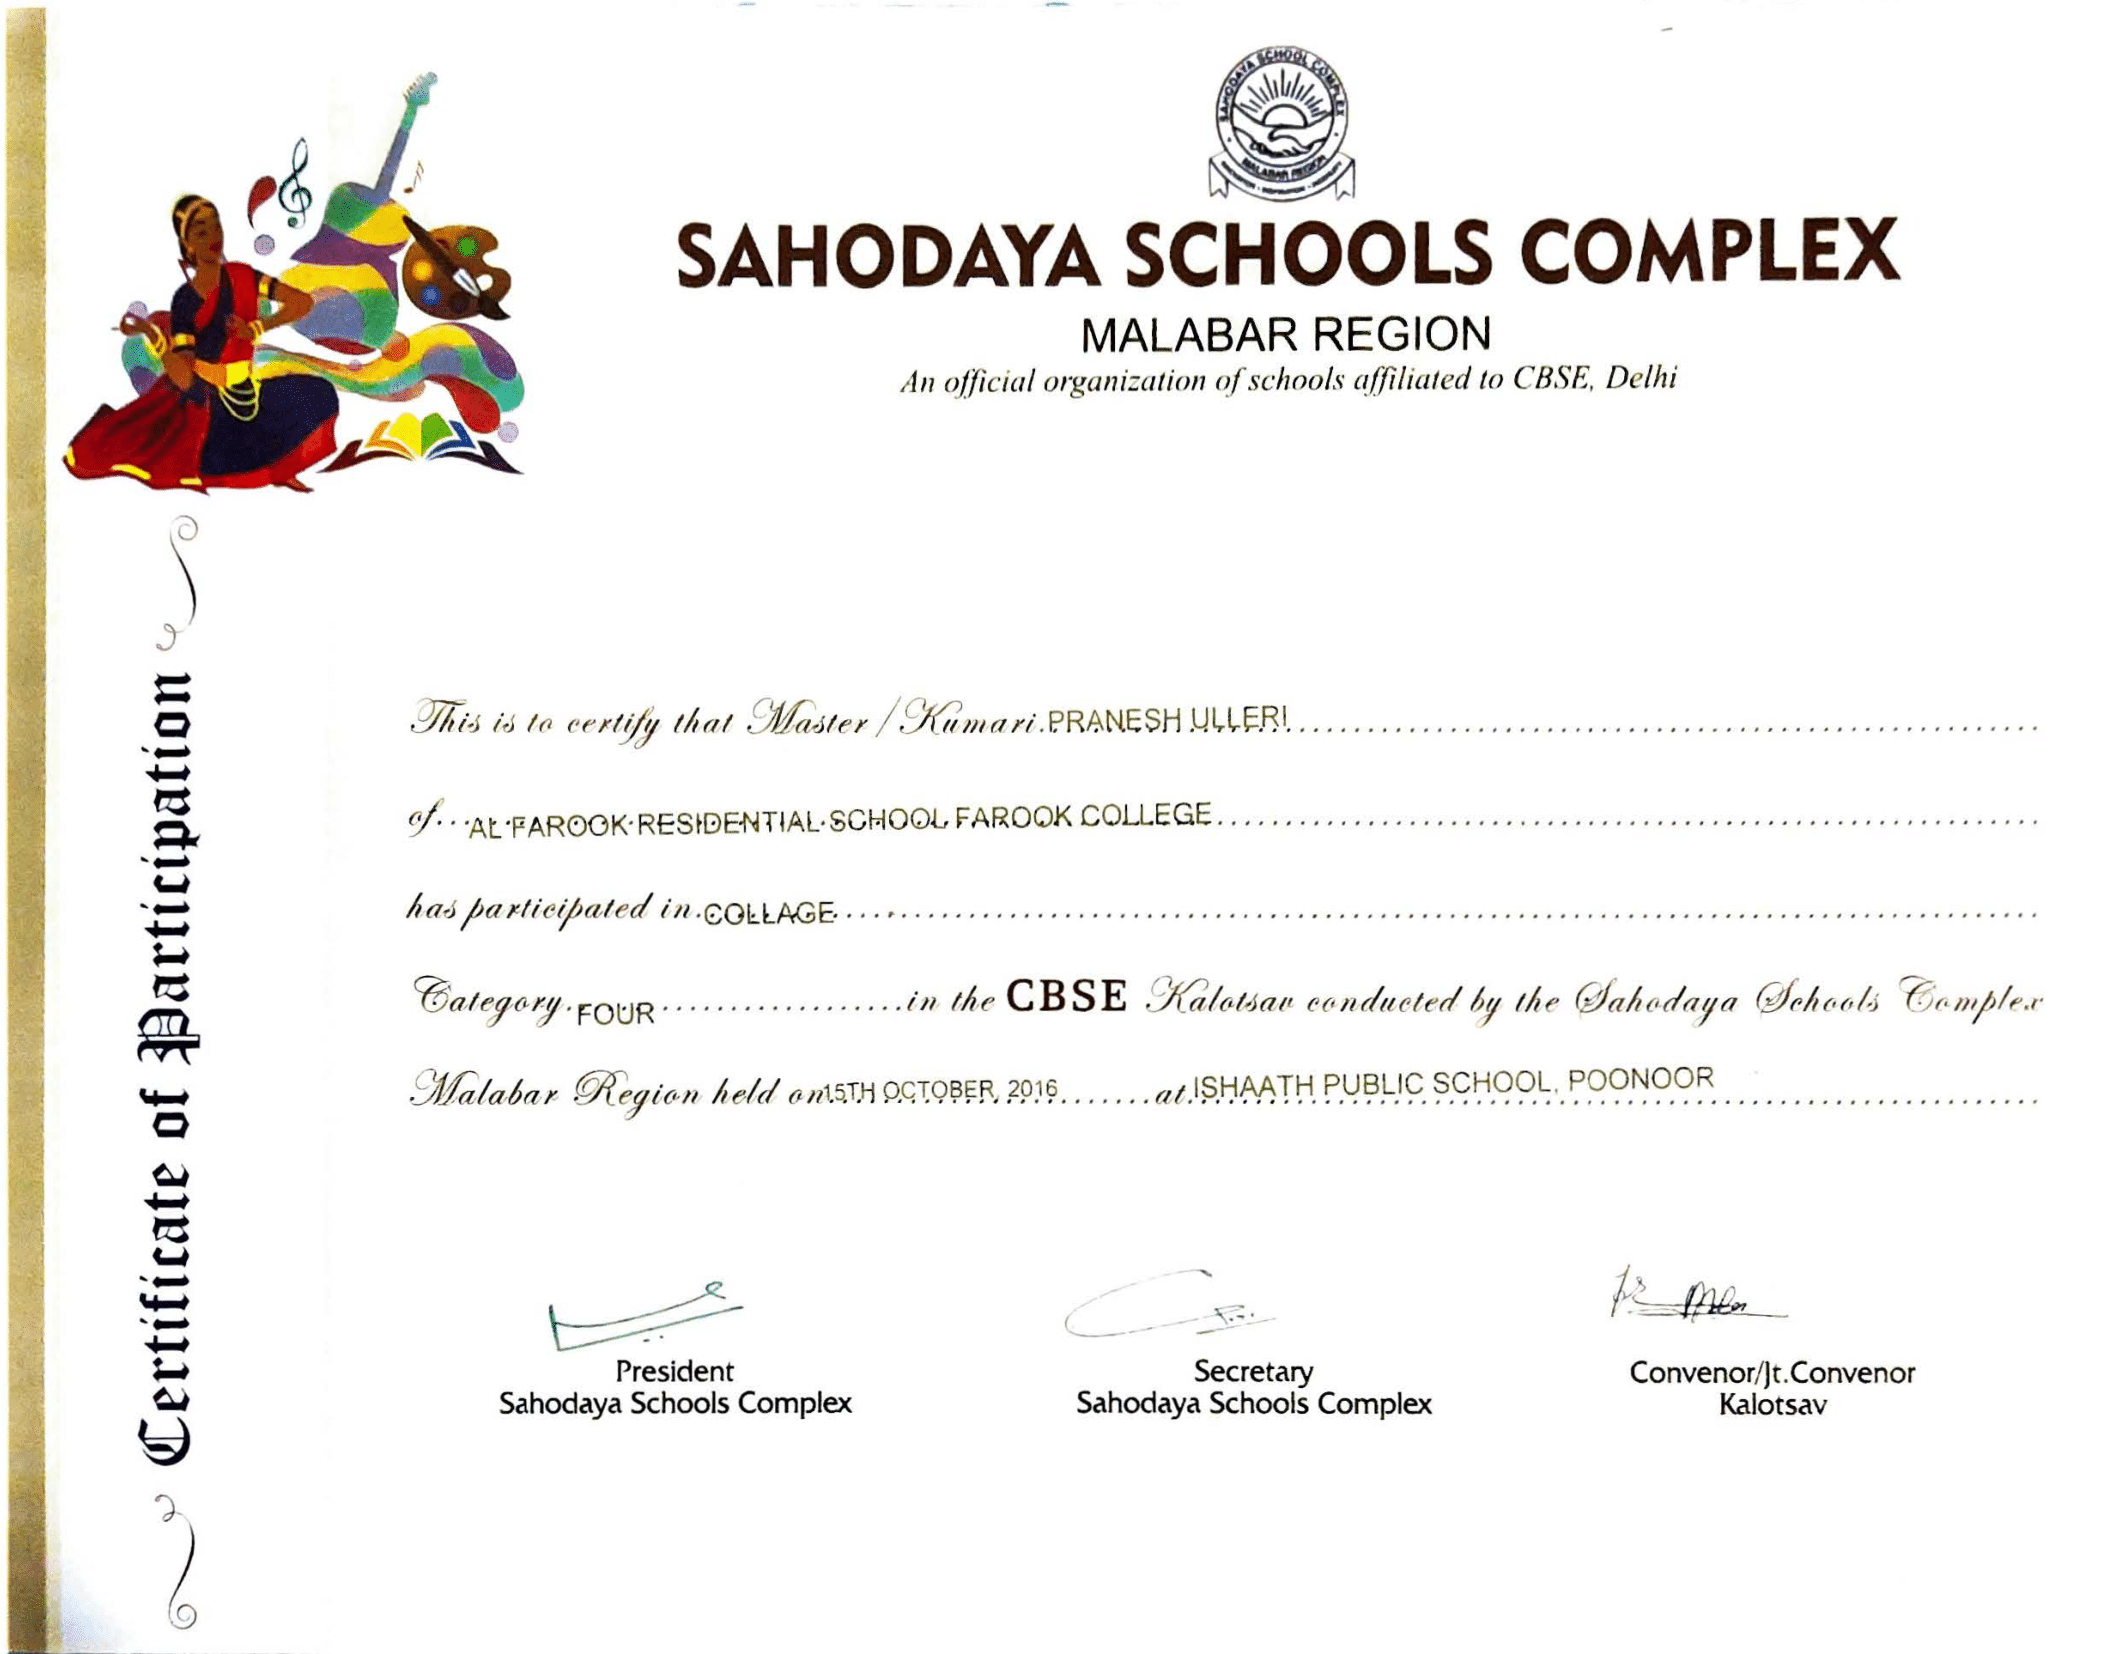 SAHODAYA SCHOOL COMPLEX
MALABAR REGION
SAHODAYA SCHOOLS COMPLEX
MALABAR REGION
An official organization of schools affiliated to CBSE, Delhi
Certificate of Participation
This is to certify that Master / Kumari PRANESH ULLERI
of AL FAROOK RESIDENTIAL SCHOOL FAROOK COLLEGE
has participated in COLLAGE
Category FOUR in the CBSE Kalotsav conducted by the Sahodaya Schools Complex
Malabar Region held on 15TH OCTOBER, 2016 at ISHAATH PUBLIC SCHOOL, POONOOR
President Secretary Convenor/Jt.Convenor
Sahodaya Schools Complex Sahodaya Schools Complex Kalotsav